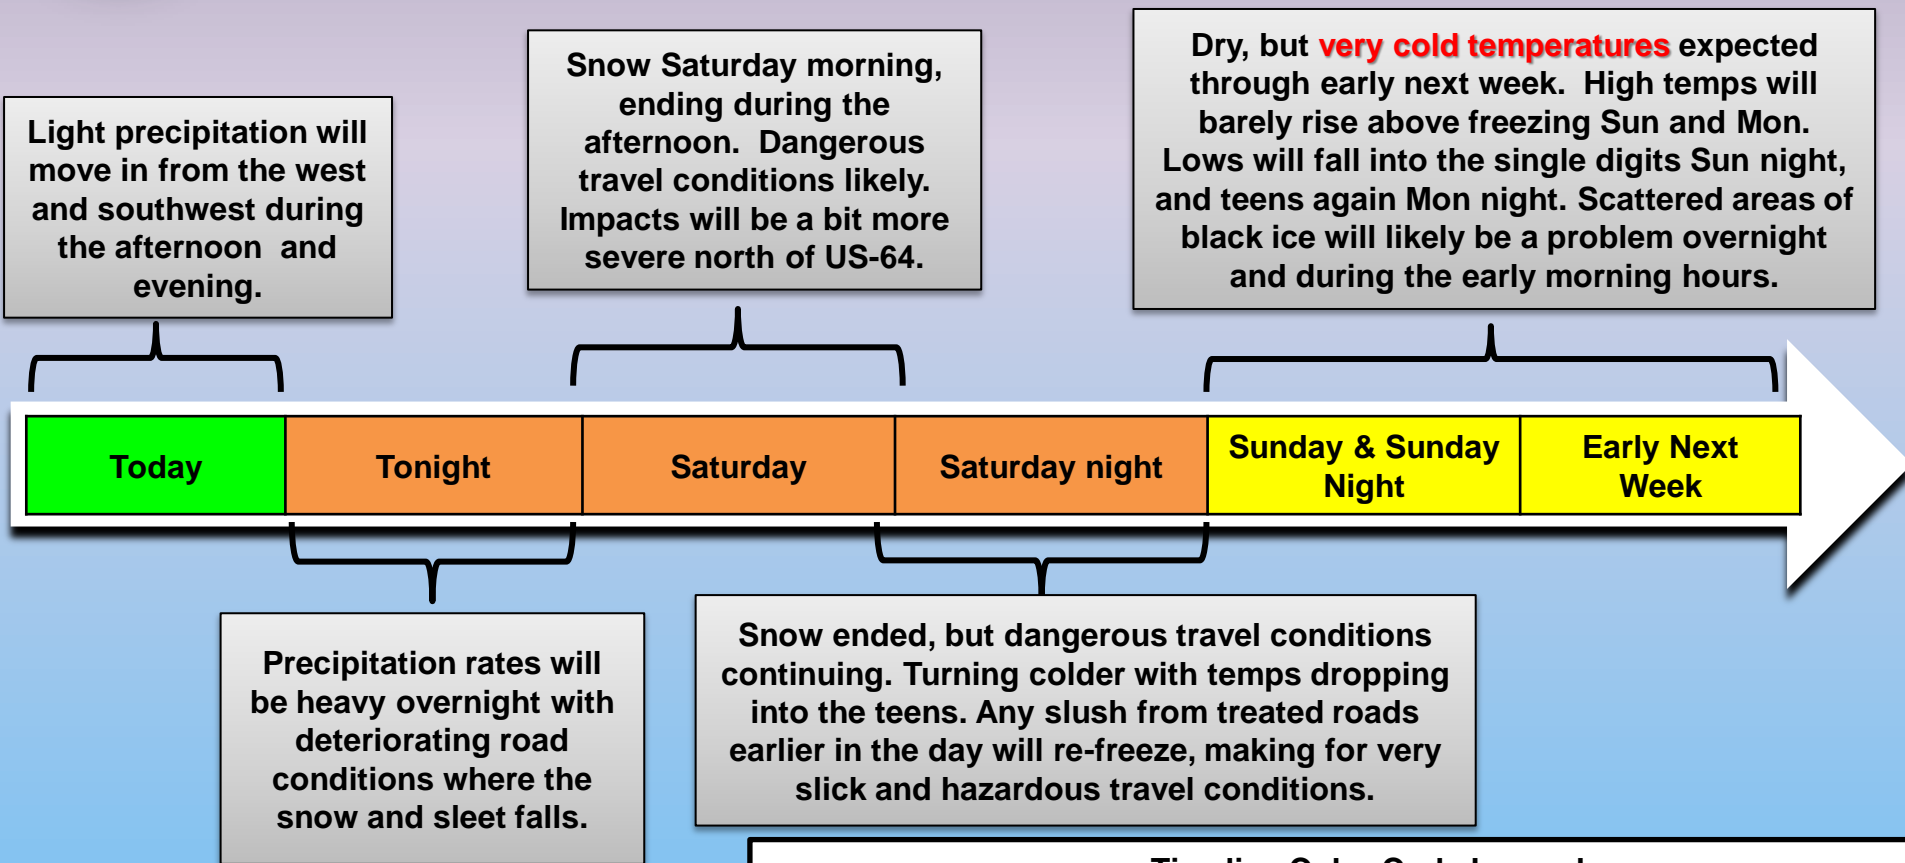 Light precipitation will
move in from the west
and southwest during
the afternoon and
evening.
Snow Saturday morning,
ending during the
afternoon. Dangerous
travel conditions likely.
Impacts will be a bit more
severe north of US-64.
Dry, but very cold temperatures expected
through early next week. High temps will
barely rise above freezing Sun and Mon.
Lows will fall into the single digits Sun night,
and teens again Mon night. Scattered areas of
black ice will likely be a problem overnight
and during the early morning hours.
Today
Tonight
Saturday
Saturday night
Sunday & Sunday
Night
Early Next
Week
Precipitation rates will
be heavy overnight with
deteriorating road
conditions where the
snow and sleet falls.
Snow ended, but dangerous travel conditions
continuing. Turning colder with temps dropping
into the teens. Any slush from treated roads
earlier in the day will re-freeze, making for very
slick and hazardous travel conditions.